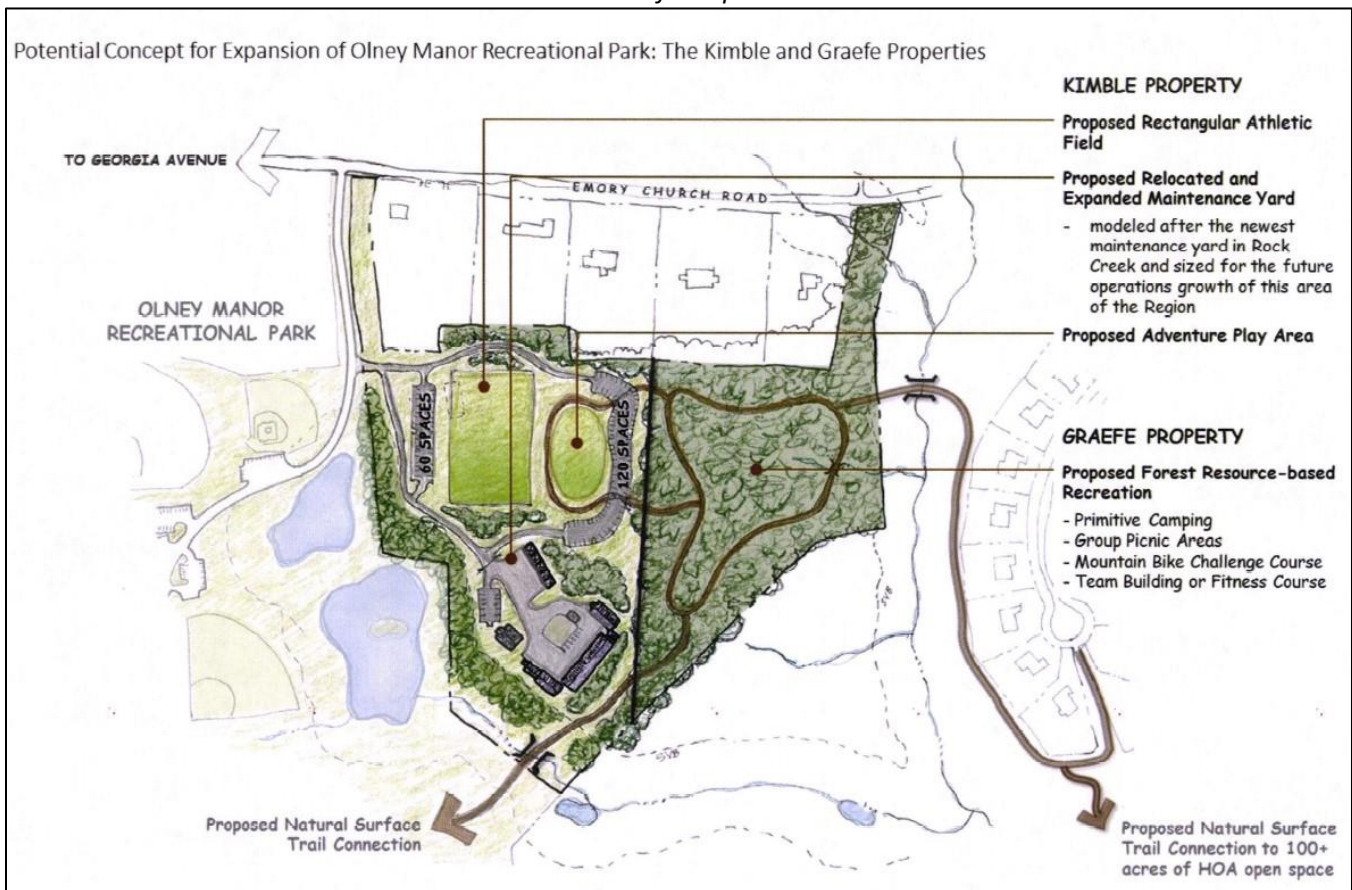 Potential Concept for Expansion of Olney Manor Recreational Park: The Kimble and Graefe Properties
KIMBLE PROPERTY
Proposed Rectangular Athletic
Field
Proposed Relocated and
Expanded Maintenance Yard
- modeled after the newest
maintenance yard in Rock
Creek and sized for the future
operations growth of this area
of the Region
Proposed Adventure Play Area
GRAEFE PROPERTY
Proposed Forest Resource-based
Recreation
- Primitive Camping
- Group Picnic Areas
- Mountain Bike Challenge Course
- Team Building or Fitness Course
TO GEORGIA AVENUE
EMORY CHURCH ROAD
OLNEY MANOR
RECREATIONAL PARK
60 SPACES
120 SPACES
SVB
SVB
Proposed Natural Surface
Trail Connection
Proposed Natural Surface
Trail Connection to 100+
acres of HOA open space